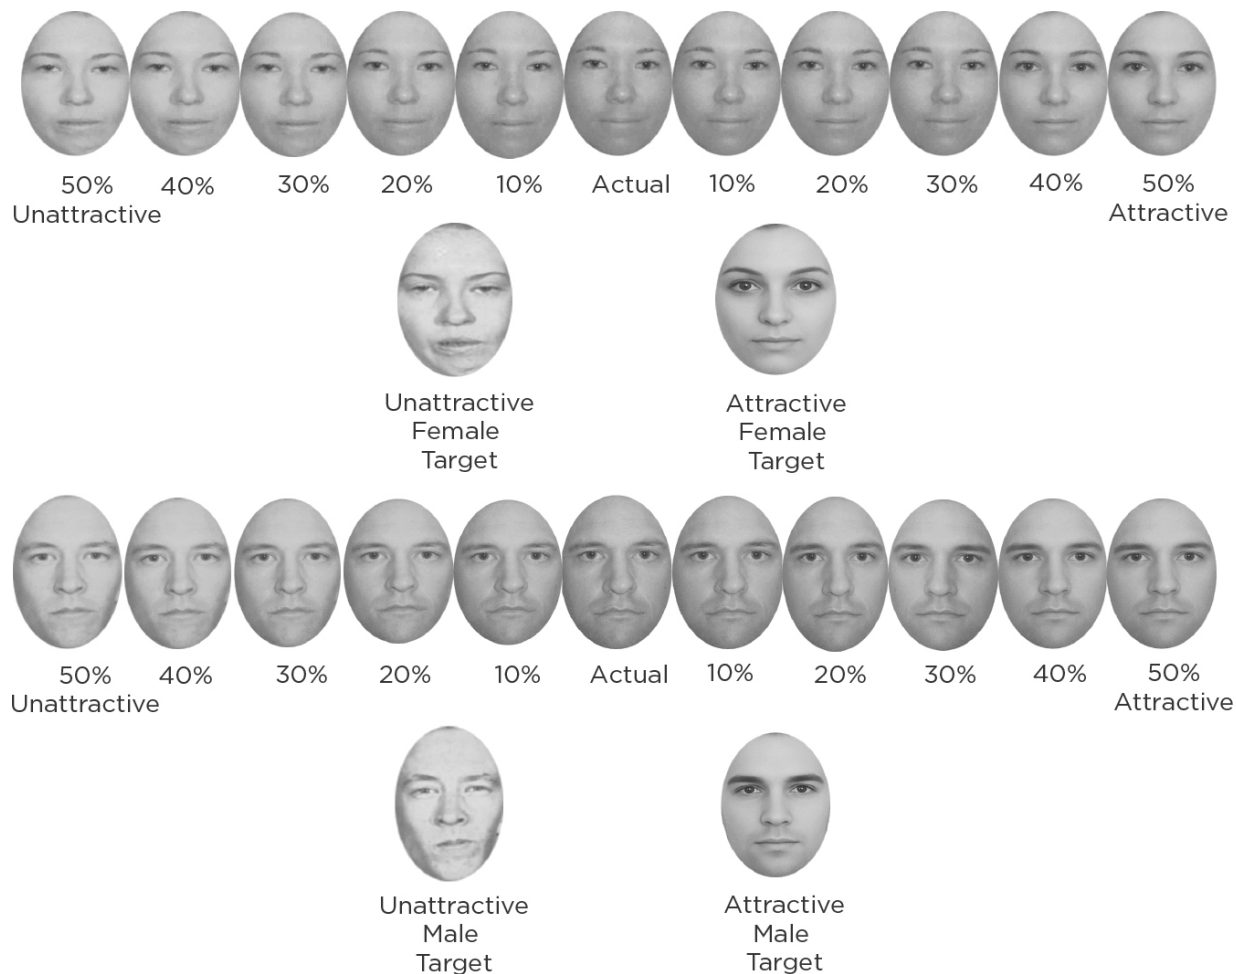 50% 40% 30% 20% 10% Actual 10% 20% 30% 40% 50%
Unattractive Attractive
Unattractive
Female
Target
Attractive
Female
Target
50% 40% 30% 20% 10% Actual 10% 20% 30% 40% 50%
Unattractive Attractive
Unattractive
Male
Target
Attractive
Male
Target